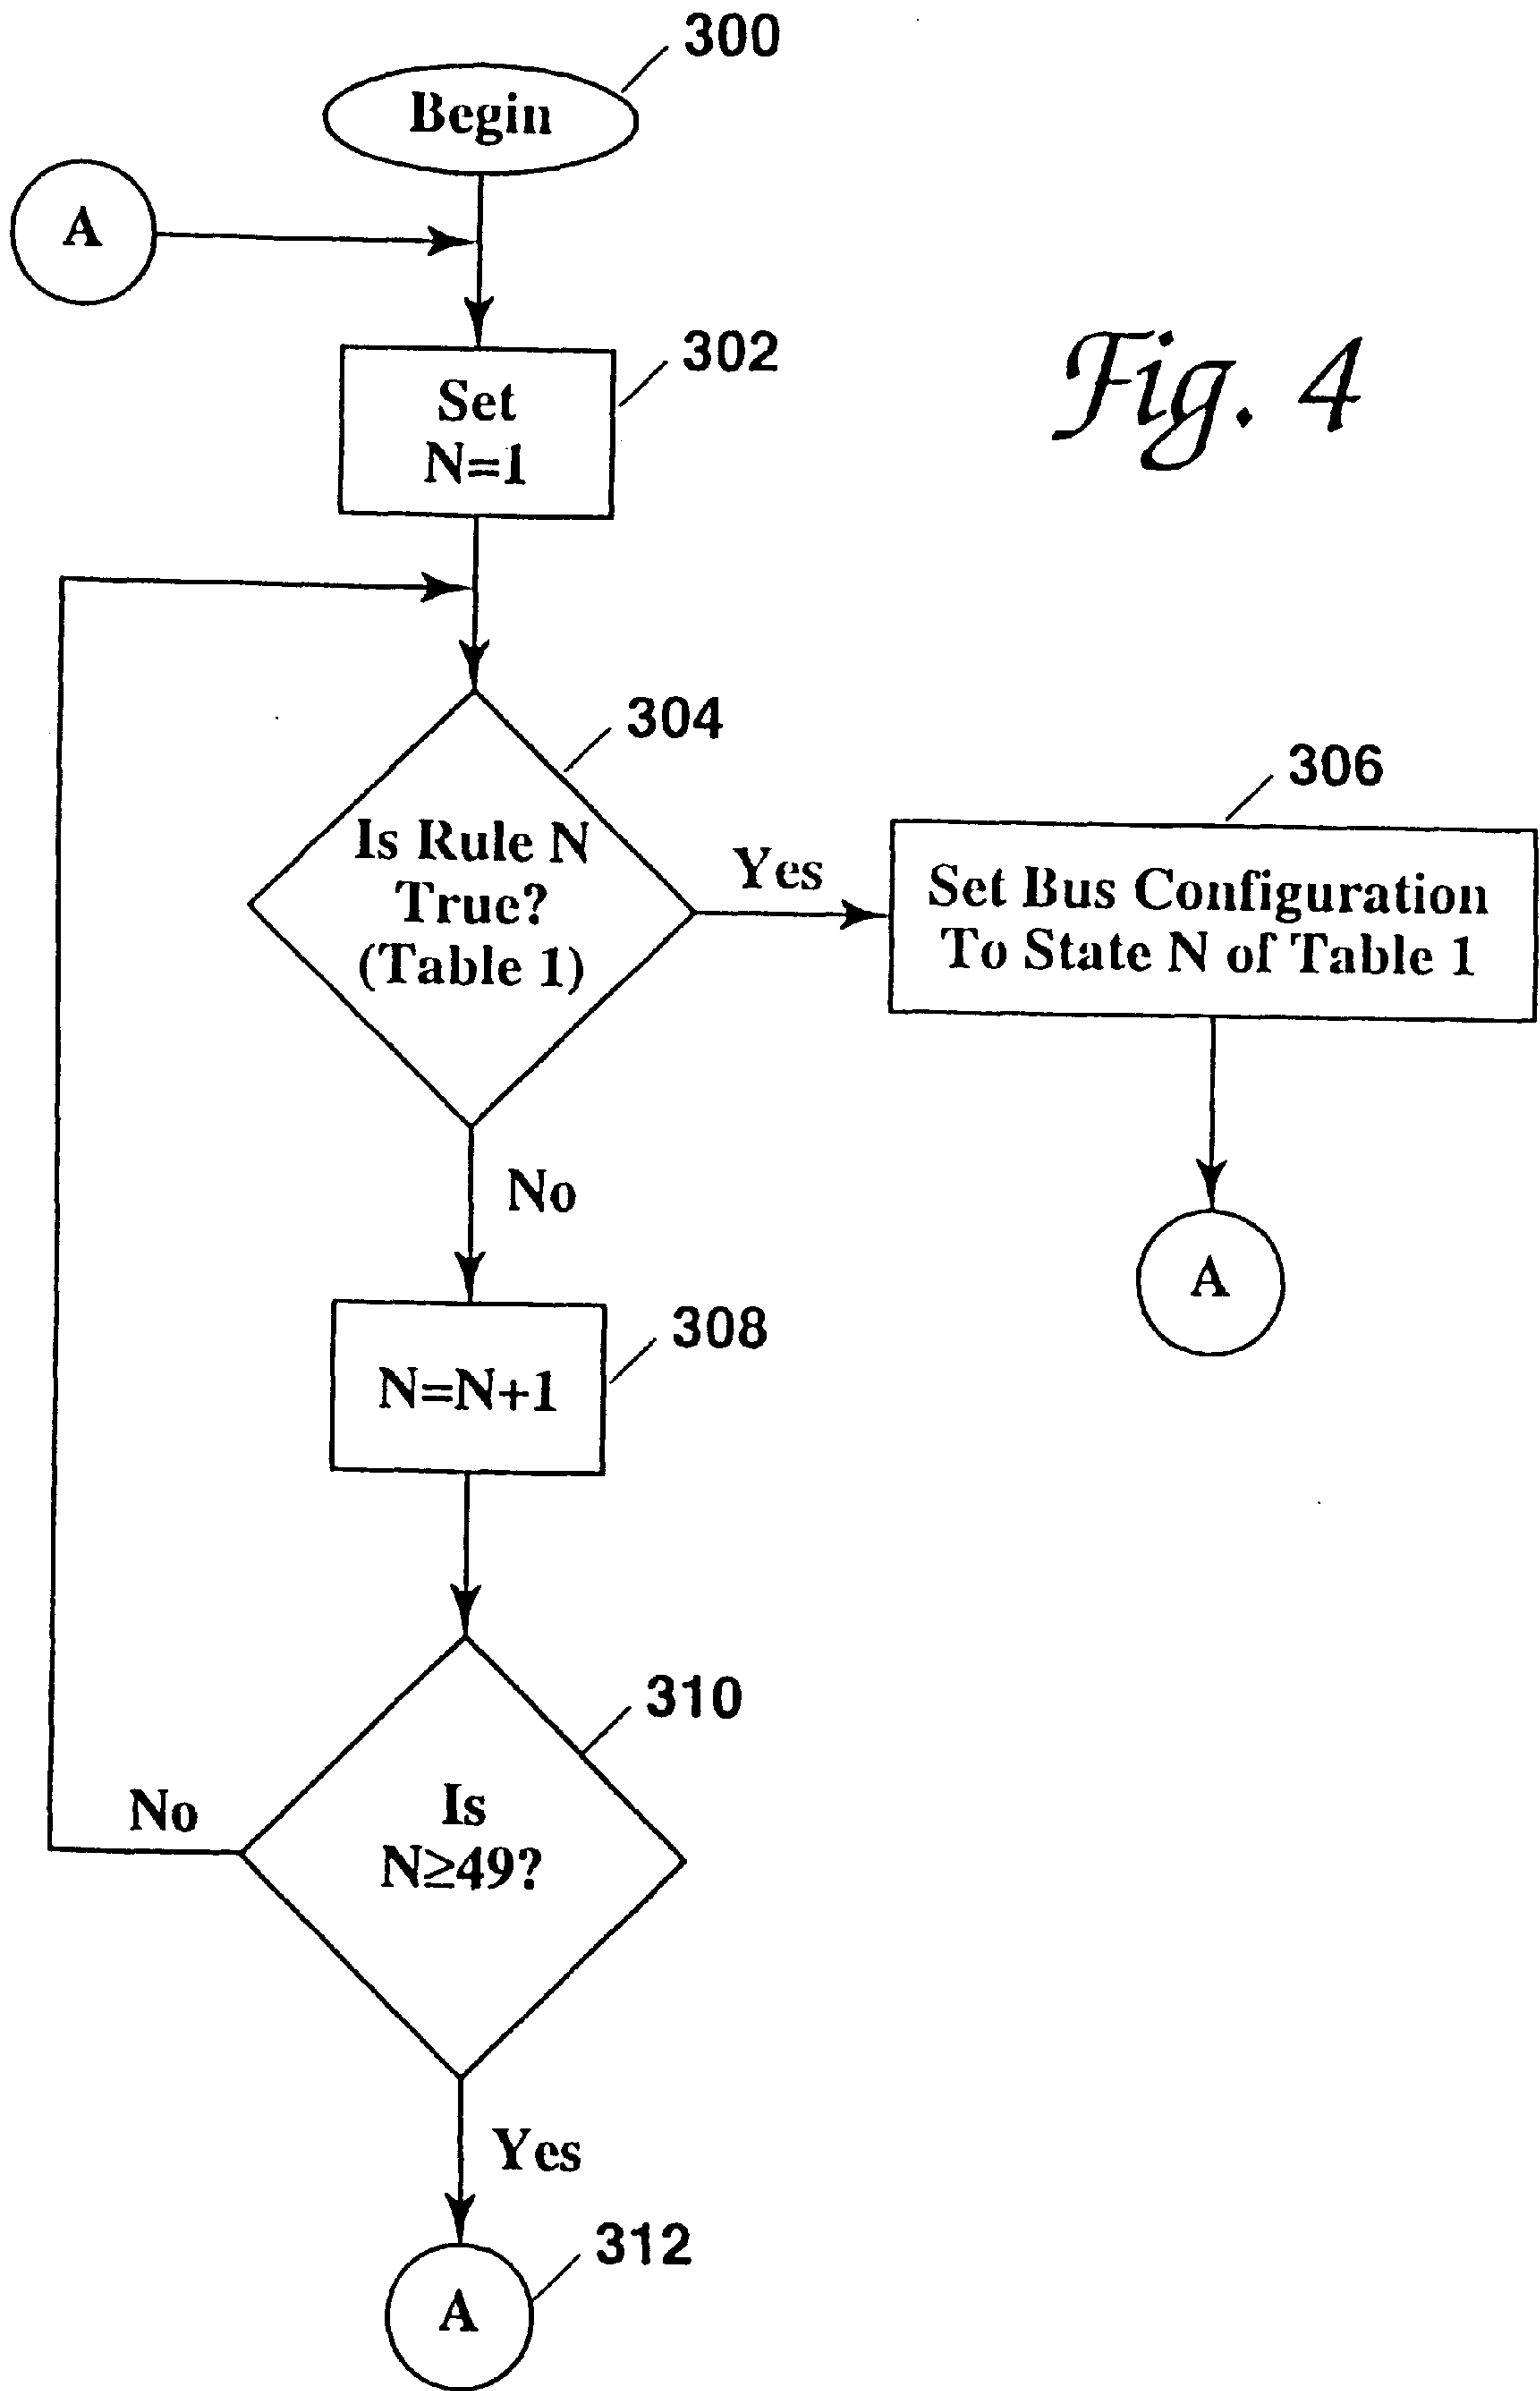 300
Begin
A
302
Set
N=1
Fig. 4
304
Is Rule N
True?
(Table 1)
Yes
306
Set Bus Configuration
To State N of Table 1
No
A
308
N=N+1
310
Is
N≥49?
No
Yes
312
A